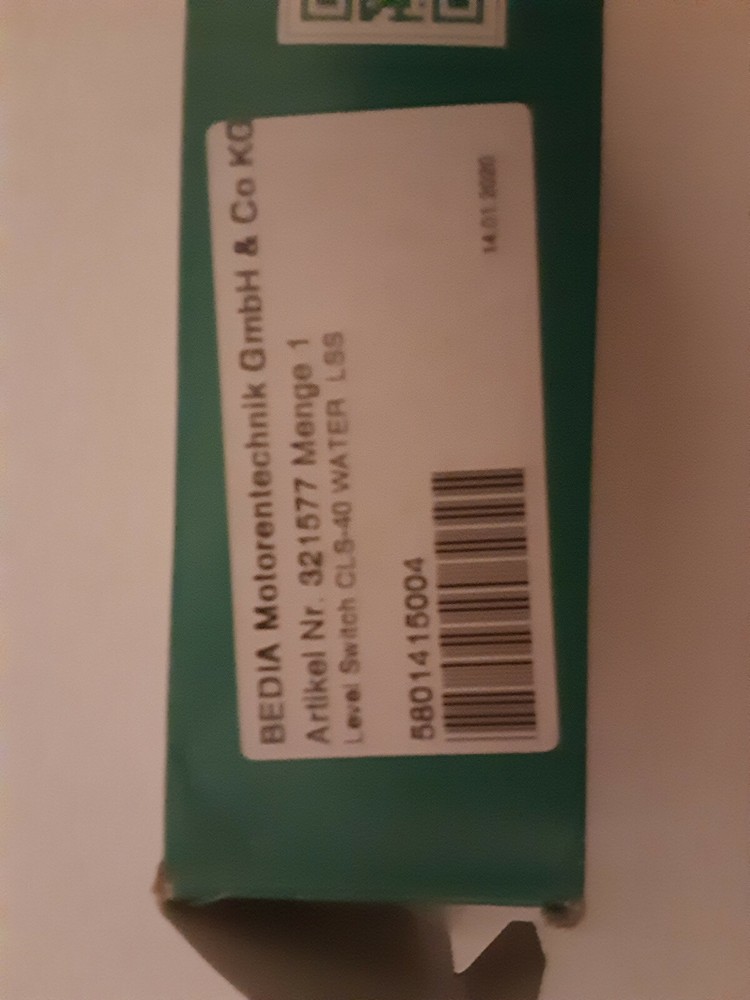 BEDIA Motorentechnik GmbH & Co KG
Artikel Nr. 321577 Menge 1
Level Switch CLS-40 WATER LSS
5801415004
14.01.2020